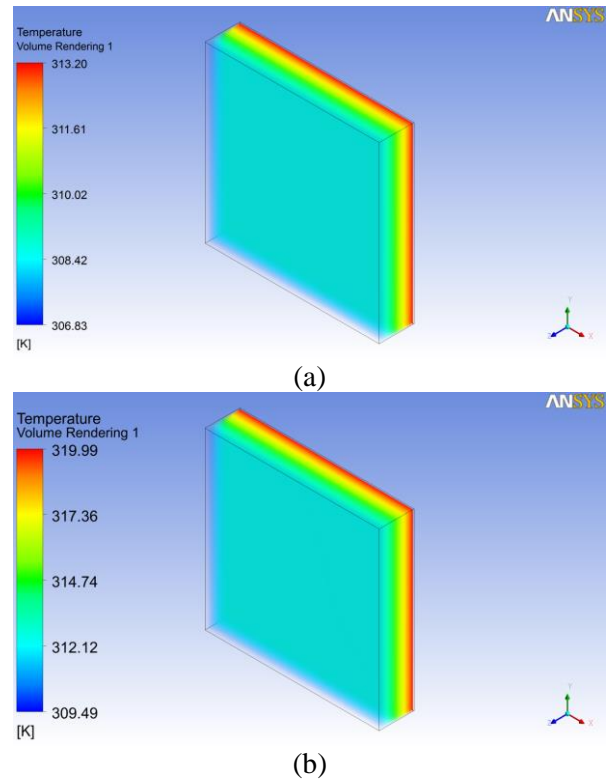 ANSYS
Temperature
Volume Rendering 1
313.20
311.61
310.02
308.42
306.83
[K]
Y
Z
X
(a)
ANSYS
Temperature
Volume Rendering 1
319.99
317.36
314.74
312.12
309.49
[K]
Y
Z
X
(b)